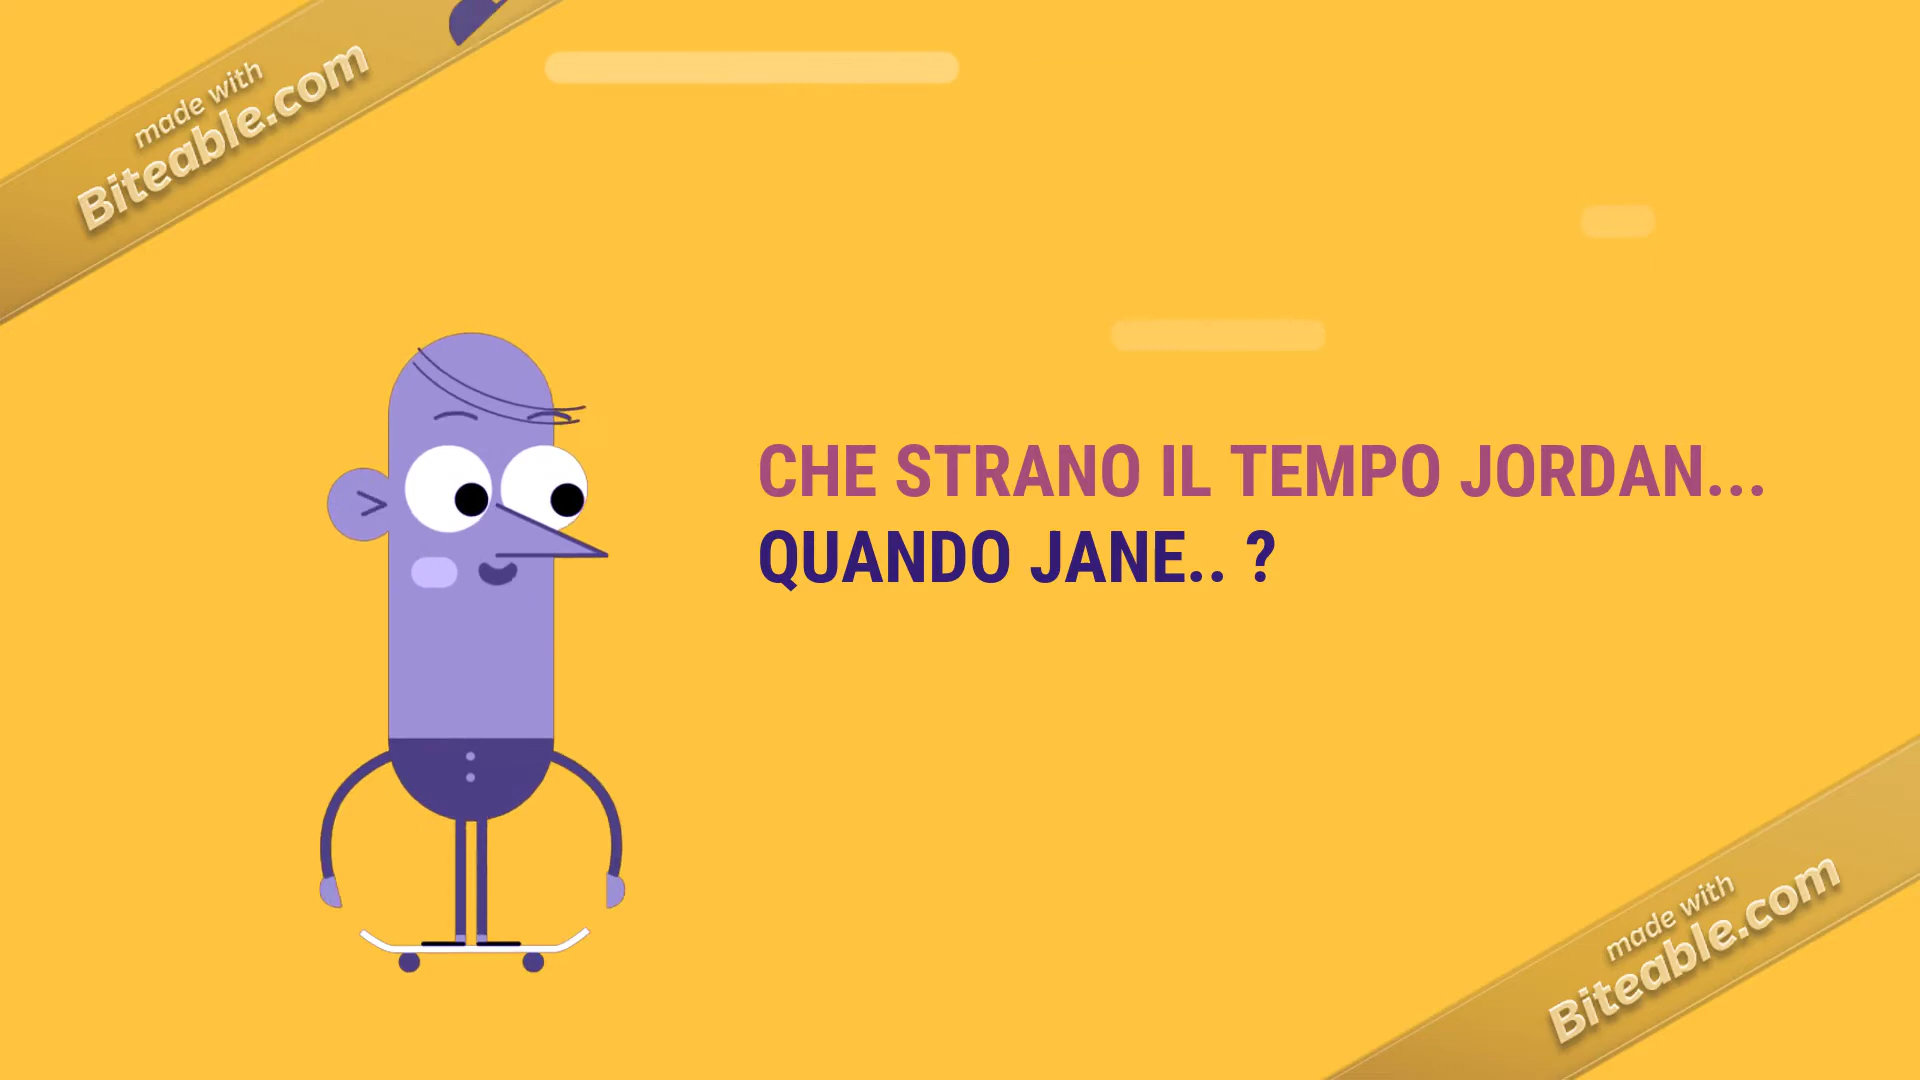 made with
Biteable.com
CHE STRANO IL TEMPO JORDAN...
QUANDO JANE.. ?
made with
Biteable.com